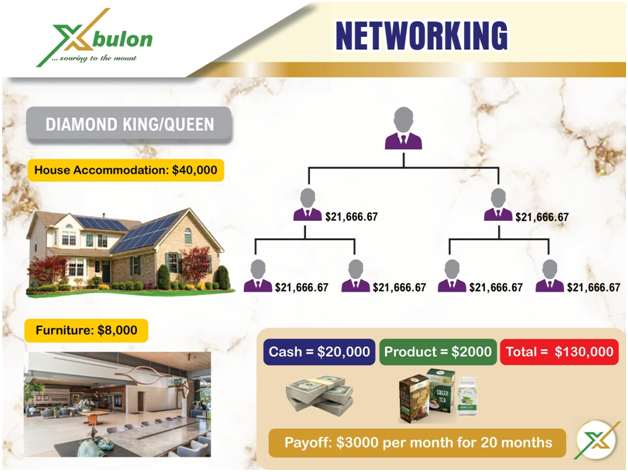 Xbulon
... soaring to the mount
NETWORKING
DIAMOND KING/QUEEN
House Accommodation: $40,000
$21,666.67
$21,666.67
$21,666.67
$21,666.67
$21,666.67
$21,666.67
Furniture: $8,000
Cash = $20,000
Product = $2000
Total = $130,000
GREEN
TEA
Payoff: $3000 per month for 20 months